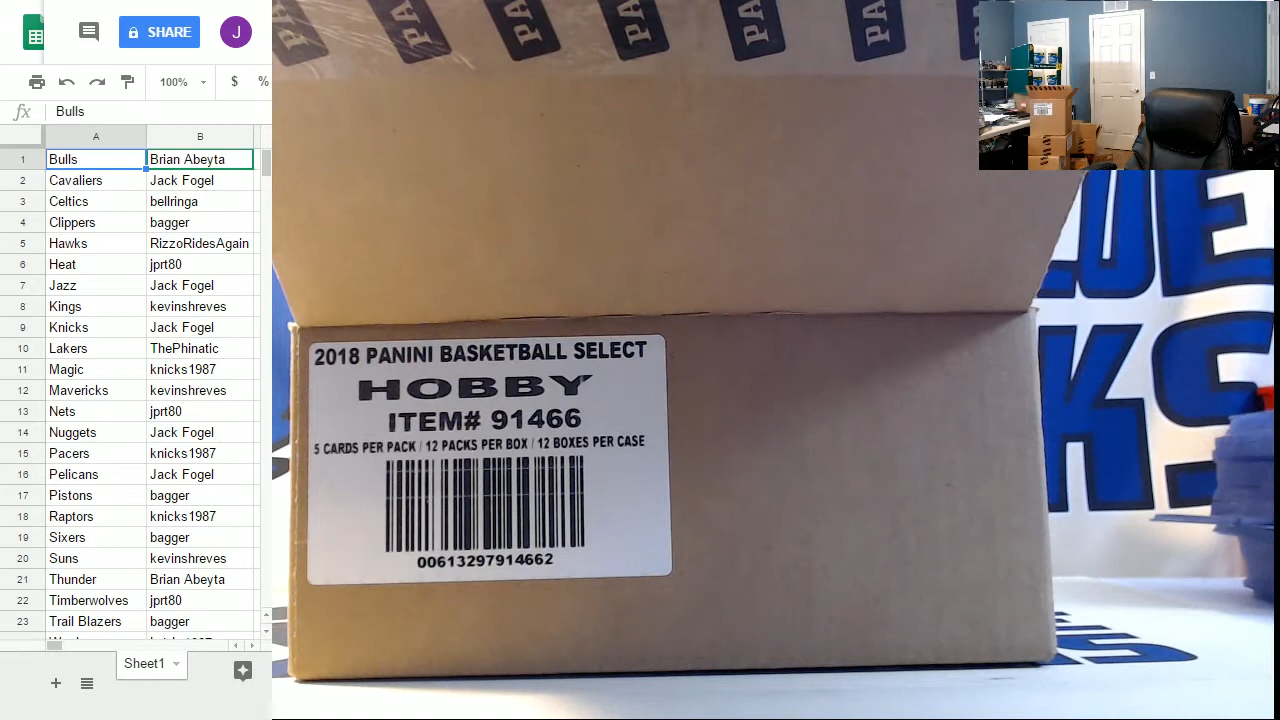 SHARE
J
100%
$
%
fx
Bulls
A
B
1 Bulls Brian Abeyta
2 Cavaliers Jack Fogel
3 Celtics bellringa
4 Clippers bagger
5 Hawks RizzoRidesAgain
6 Heat jprt80
7 Jazz Jack Fogel
8 Kings kevinshreves
9 Knicks Jack Fogel
10 Lakers ThePhinatic
11 Magic knicks1987
12 Mavericks kevinshreves
13 Nets jprt80
14 Nuggets Jack Fogel
15 Pacers knicks1987
16 Pelicans Jack Fogel
17 Pistons bagger
18 Raptors knicks1987
19 Sixers bagger
20 Suns kevinshreves
21 Thunder Brian Abeyta
22 Timberwolves jprt80
23 Trail Blazers bagger
Sheet1
2018 PANINI BASKETBALL SELECT
HOBBY
ITEM# 91466
5 CARDS PER PACK / 12 PACKS PER BOX / 12 BOXES PER CASE
00613297914662